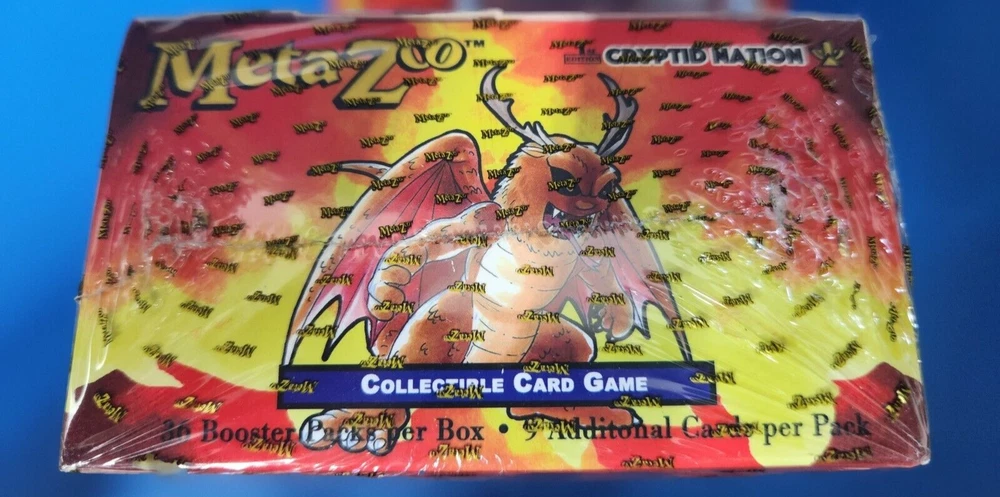 MetaZoo™
1st EDITION
CRYPTID NATION
COLLECTIBLE CARD GAME
36 Booster Packs per Box • 9 Additonal Cards per Pack